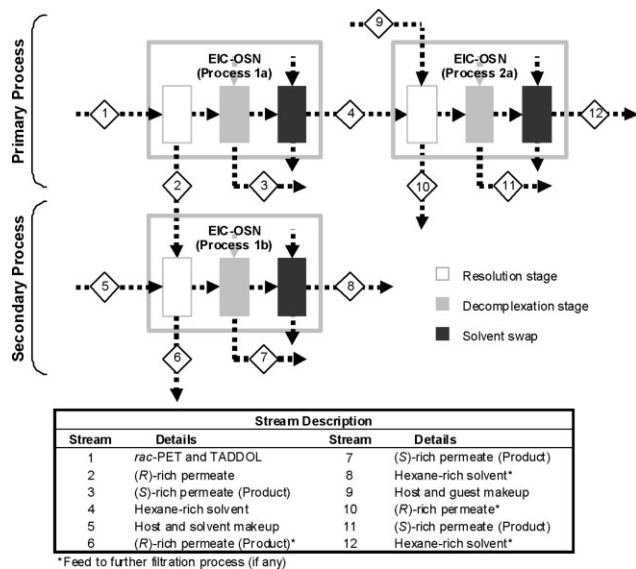 Primary Process
Secondary Process
9
EIC-OSN
(Process 1a)
EIC-OSN
(Process 2a)
1
4
12
2
3
10
11
EIC-OSN
(Process 1b)
5
8
6
7
Resolution stage
Decomplexation stage
Solvent swap
Stream Description
Stream Details Stream Details
1 rac-PET and TADDOL 7 (S)-rich permeate (Product)
2 (R)-rich permeate 8 Hexane-rich solvent*
3 (S)-rich permeate (Product) 9 Host and guest makeup
4 Hexane-rich solvent 10 (R)-rich permeate*
5 Host and solvent makeup 11 (S)-rich permeate (Product)
6 (R)-rich permeate (Product)* 12 Hexane-rich solvent*
*Feed to further filtration process (if any)